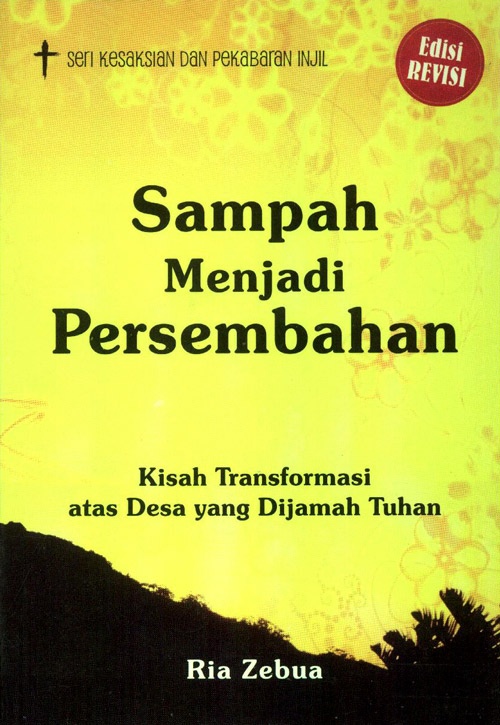 Seri Kesaksian dan Pekabaran Injil
Edisi
REVISI
Sampah
Menjadi
Persembahan
Kisah Transformasi
atas Desa yang Dijamah Tuhan
Ria Zebua